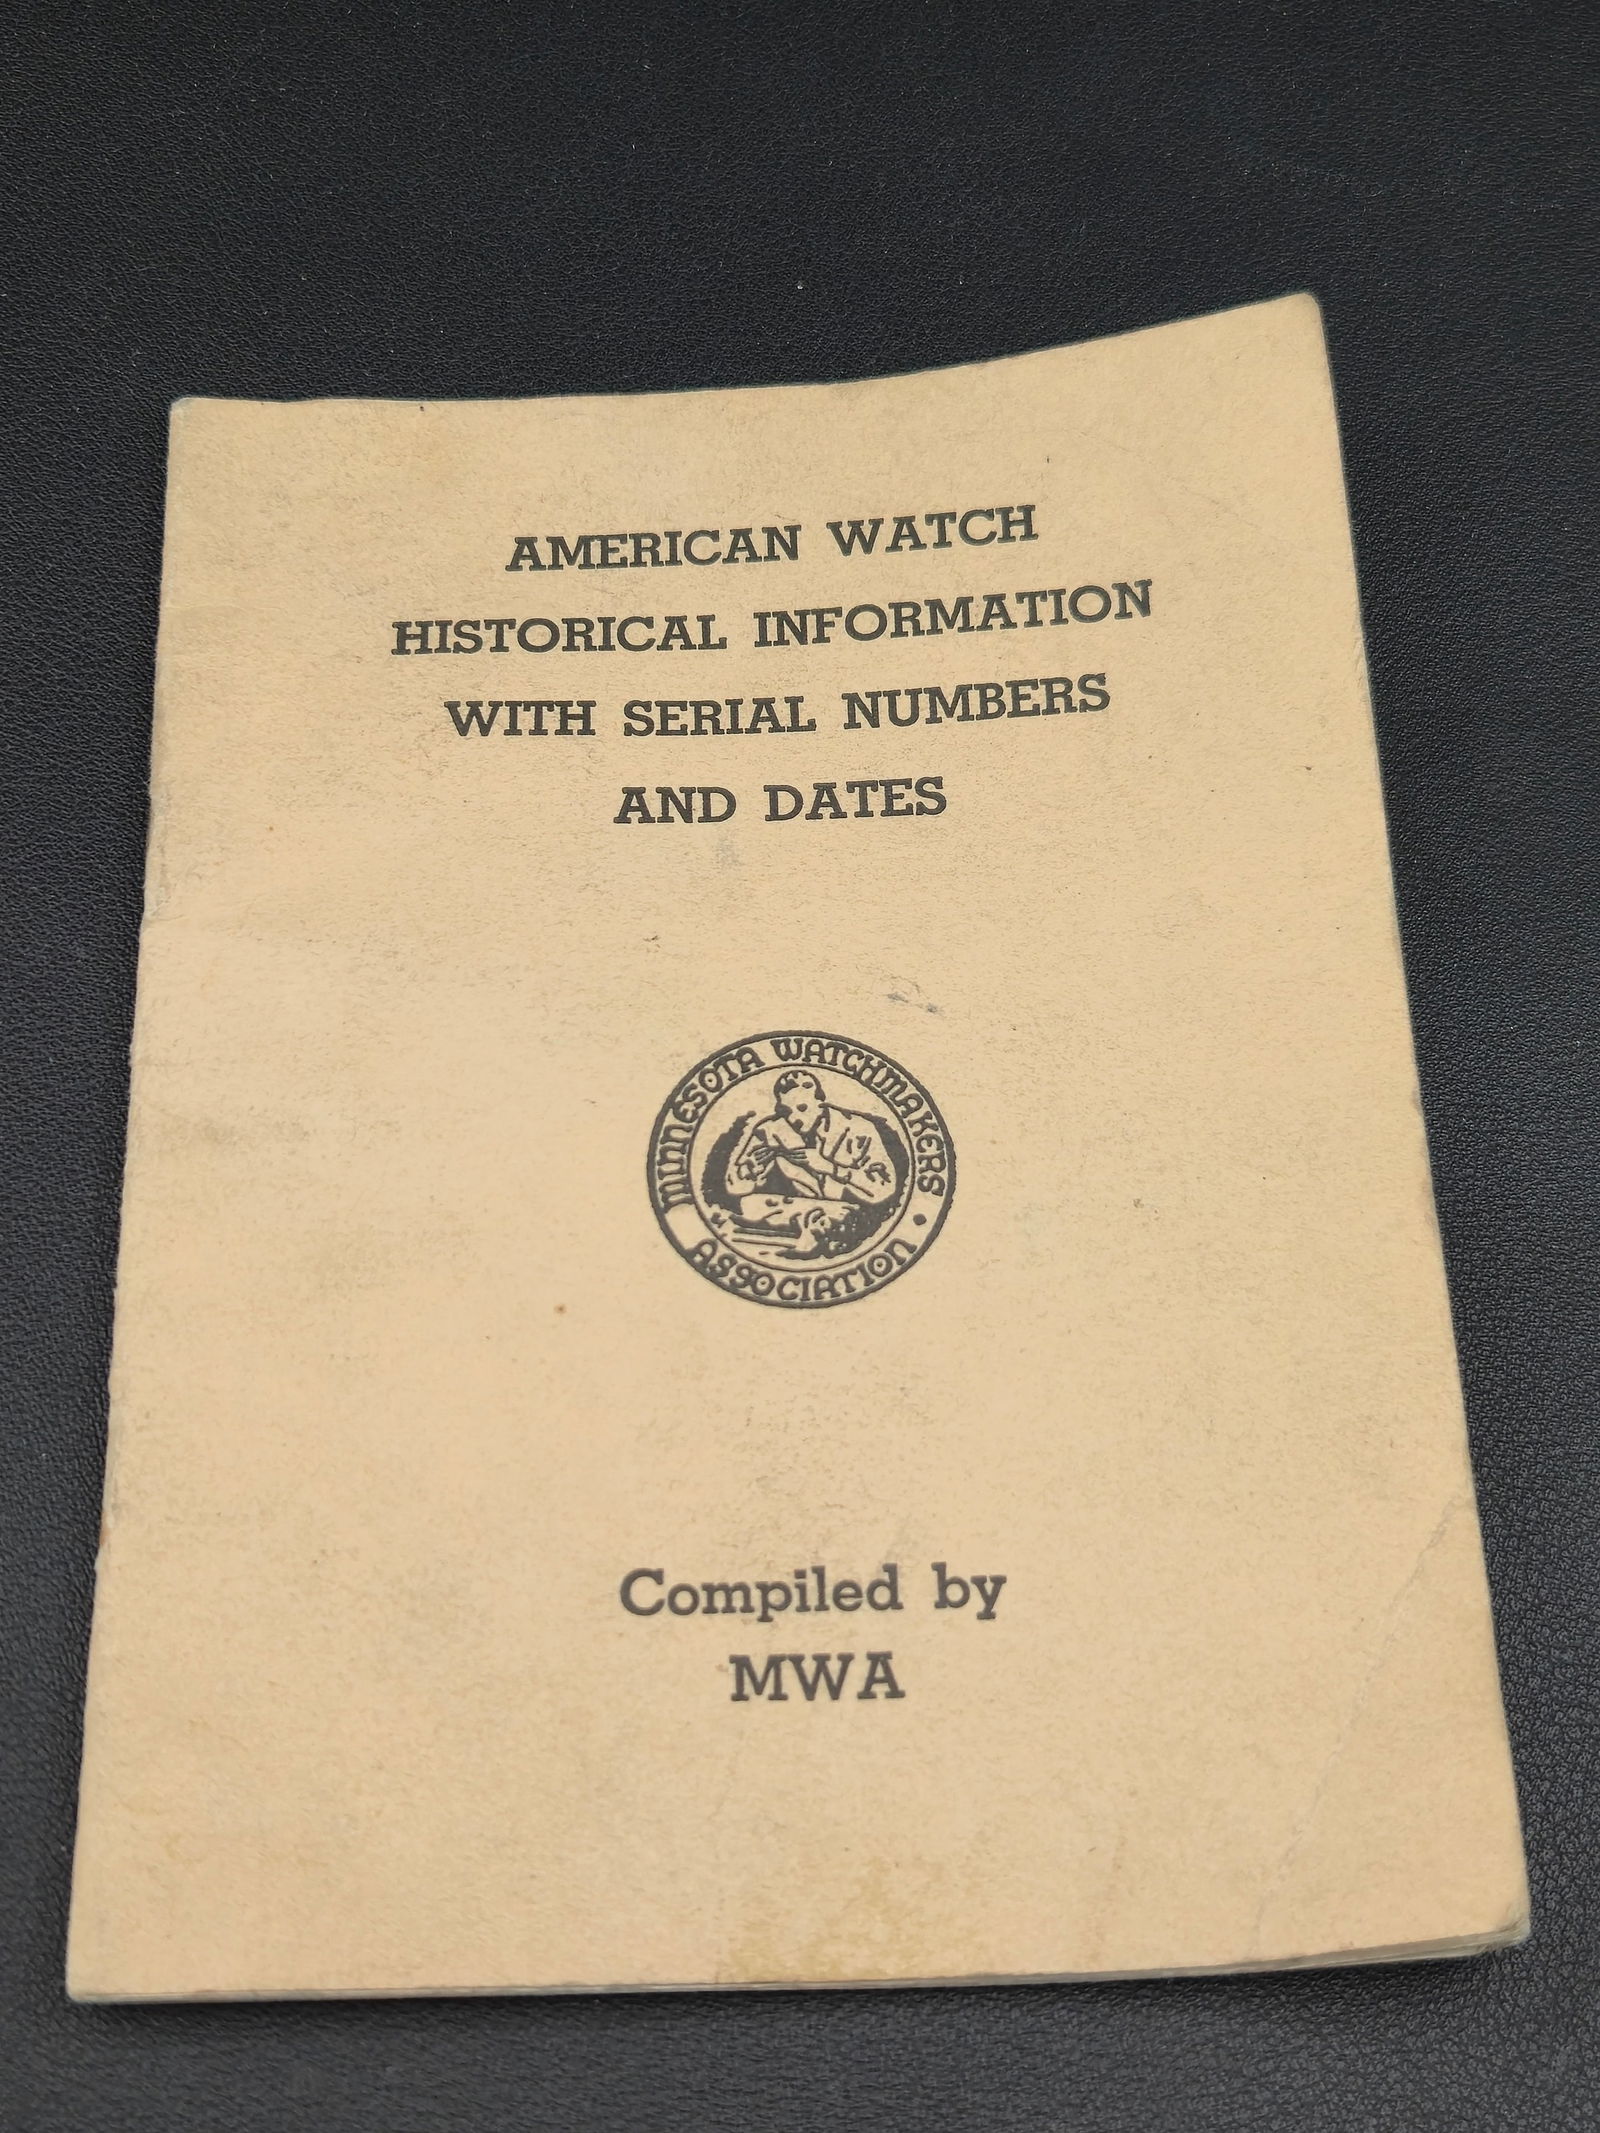 AMERICAN WATCH
HISTORICAL INFORMATION
WITH SERIAL NUMBERS
AND DATES
MINNESOTA WATCHMAKERS
ASSOCIATION
Compiled by
MWA